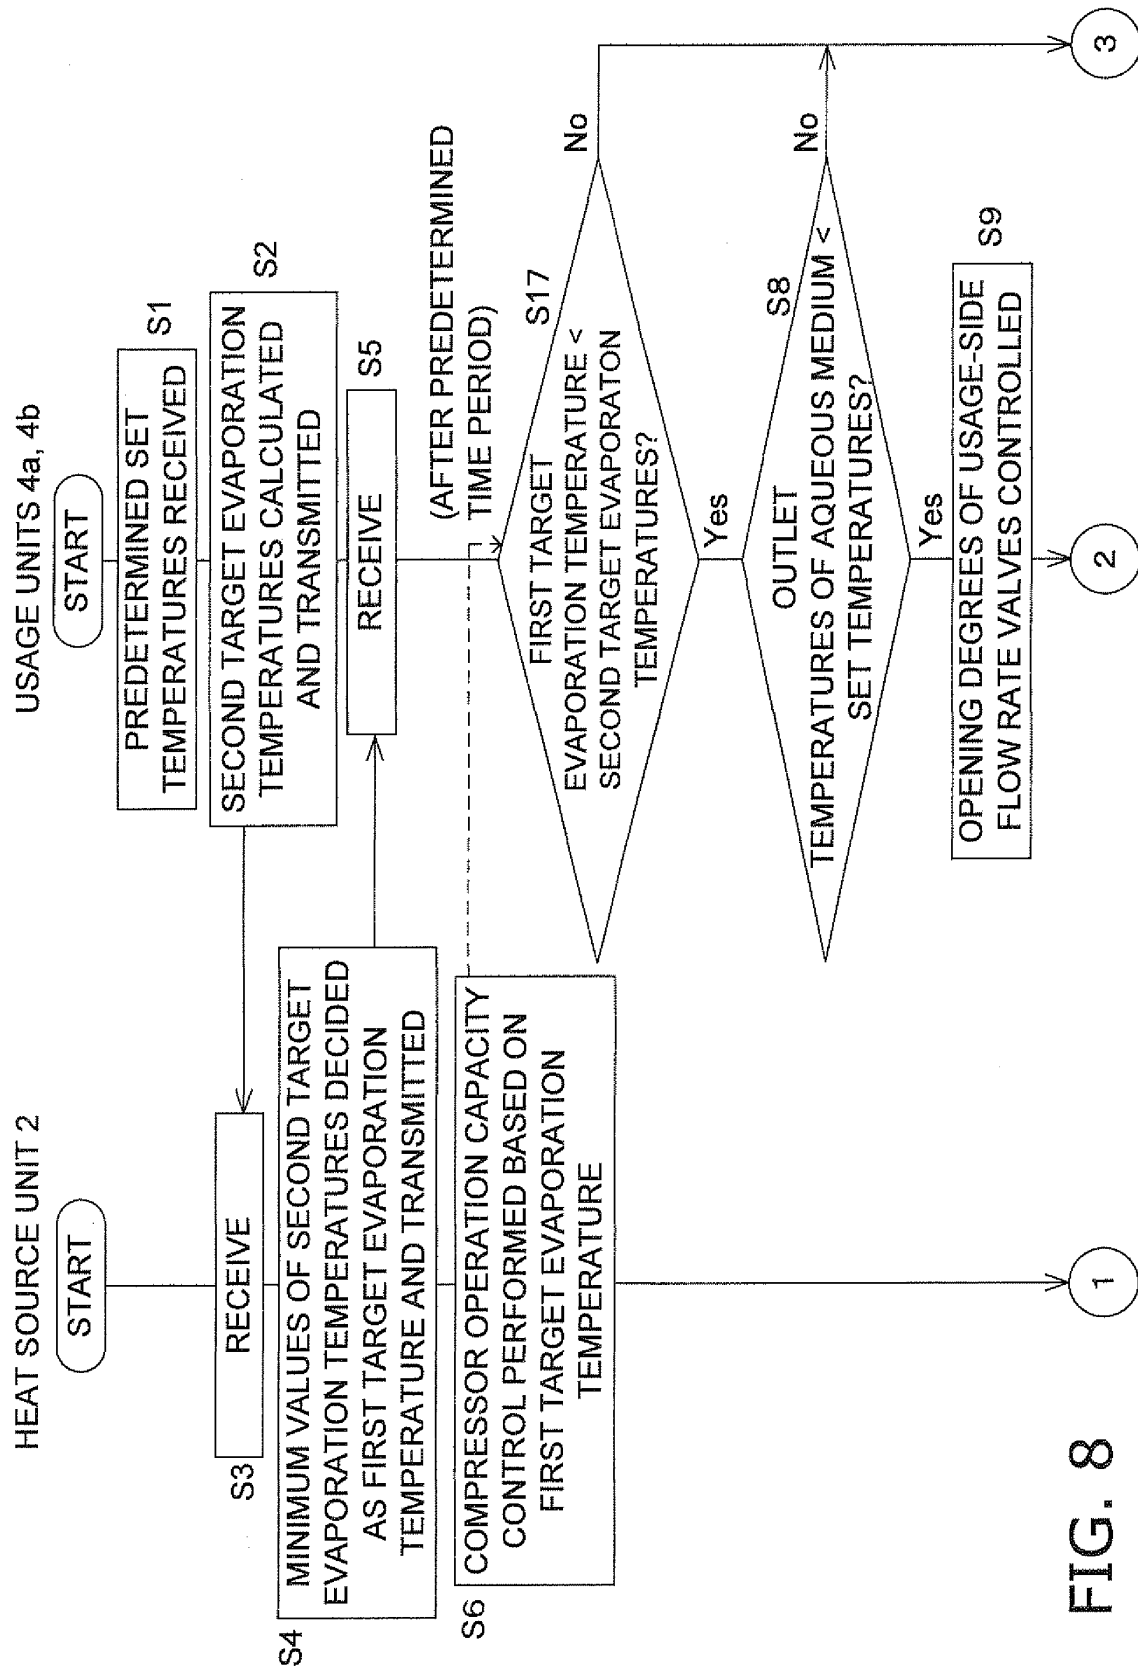 HEAT SOURCE UNIT 2
START
RECEIVE
S3
MINIMUM VALUES OF SECOND TARGET
EVAPORATION TEMPERATURES DECIDED
AS FIRST TARGET EVAPORATION
TEMPERATURE AND TRANSMITTED
S4
COMPRESSOR OPERATION CAPACITY
CONTROL PERFORMED BASED ON
FIRST TARGET EVAPORATION
TEMPERATURE
S6
1
USAGE UNITS 4a, 4b
START
PREDETERMINED SET
TEMPERATURES RECEIVED
S1
SECOND TARGET EVAPORATION
TEMPERATURES CALCULATED
AND TRANSMITTED
S2
RECEIVE
S5
(AFTER PREDETERMINED
TIME PERIOD)
S17
FIRST TARGET
EVAPORATION TEMPERATURE <
SECOND TARGET EVAPORATON
TEMPERATURES?
No
Yes
S8
OUTLET
TEMPERATURES OF AQUEOUS MEDIUM <
SET TEMPERATURES?
No
Yes
OPENING DEGREES OF USAGE-SIDE
FLOW RATE VALVES CONTROLLED
S9
2
3
FIG. 8